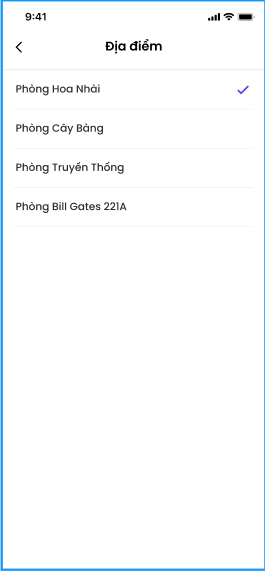 9:41
Địa điểm
Phòng Hoa Nhài
Phòng Cây Bàng
Phòng Truyền Thống
Phòng Bill Gates 221A